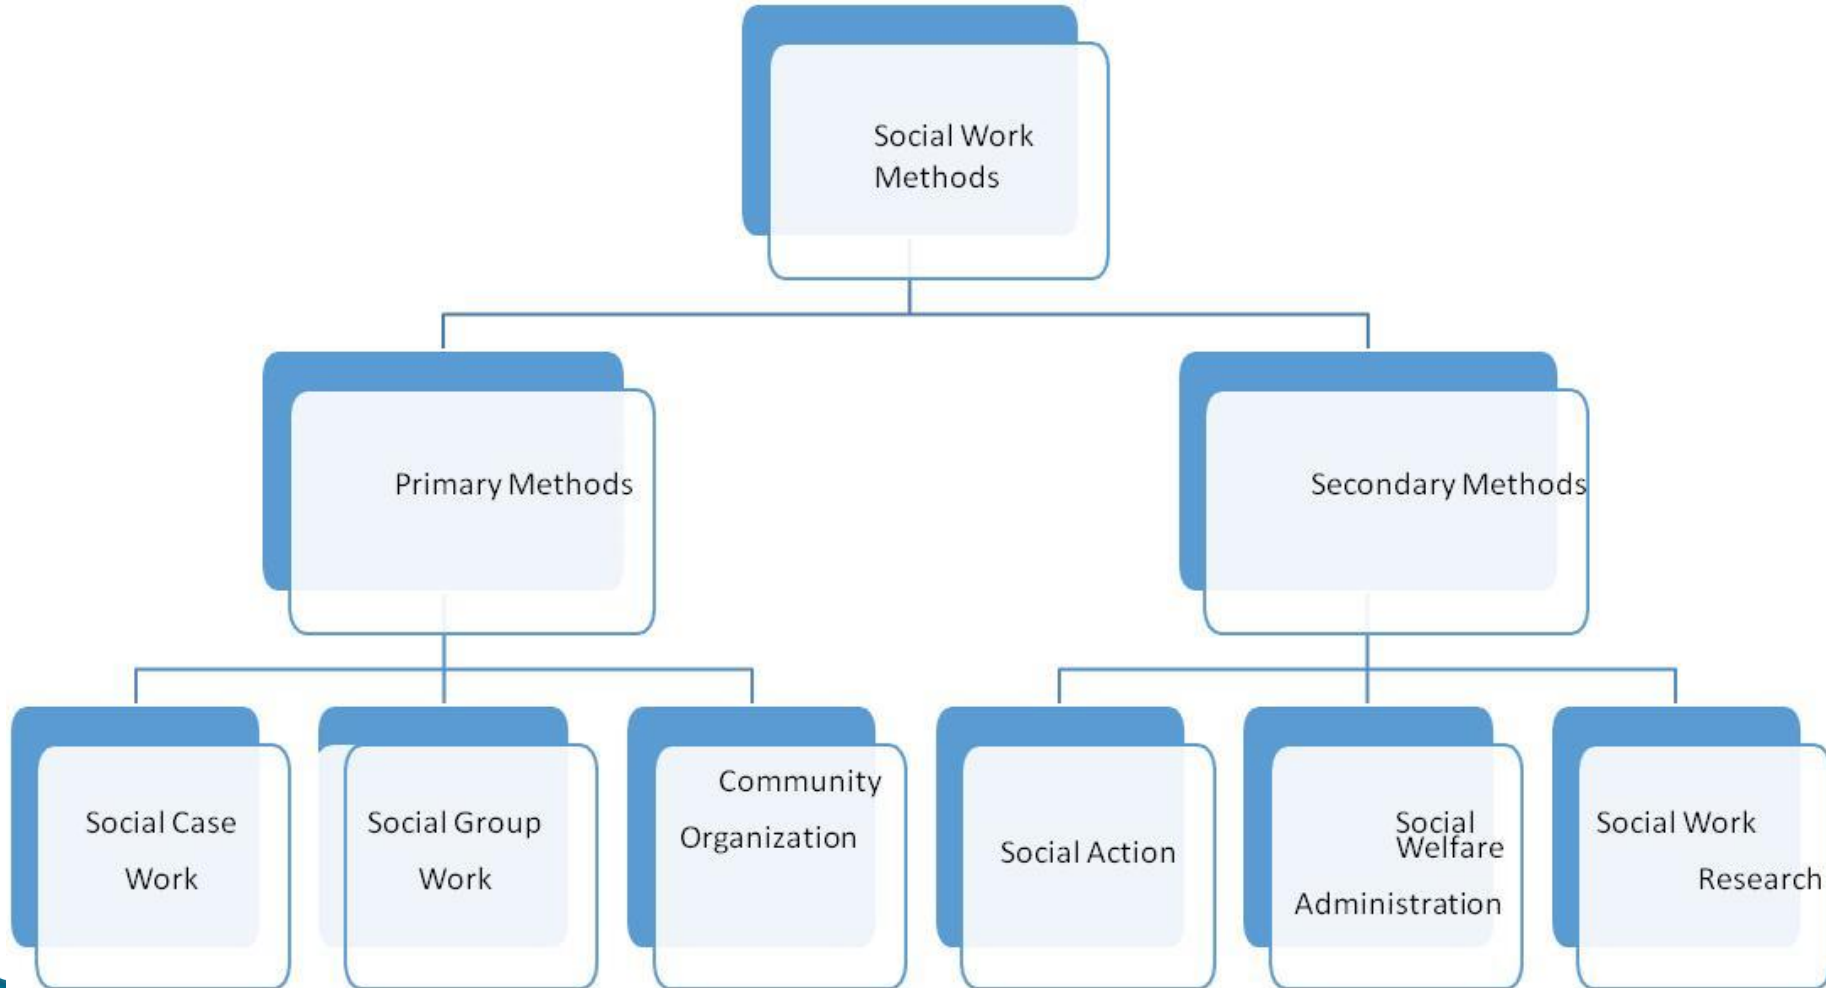 Social Work
Methods
Primary Methods
Secondary Methods
Social Case
Work
Social Group
Work
Community
Organization
Social Action
Social
Welfare
Administration
Social Work
Research